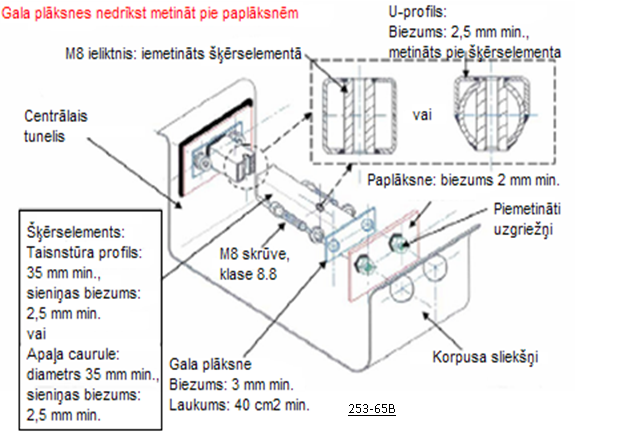 Gala plāksnes nedrīkst metināt pie paplāksnēm
U-profils:
Biezums: 2,5 mm min.,
metināts pie šķērselementa
M8 ieliktnis: iemetināts šķērselementā
vai
Centrālais
tunelis
Paplāksne: biezums 2 mm min.
Piemetināti
uzgriežņi
Šķērselements:
Taisnstūra profils:
35 mm min.,
sieniņas biezums:
2,5 mm min.
vai
Apaļa caurule:
diametrs 35 mm min.,
sieniņas biezums:
2,5 mm min.
M8 skrūve,
klase 8.8
Gala plāksne
Biezums: 3 mm min.
Laukums: 40 cm2 min.
Korpusa sliekšņi
253-65B